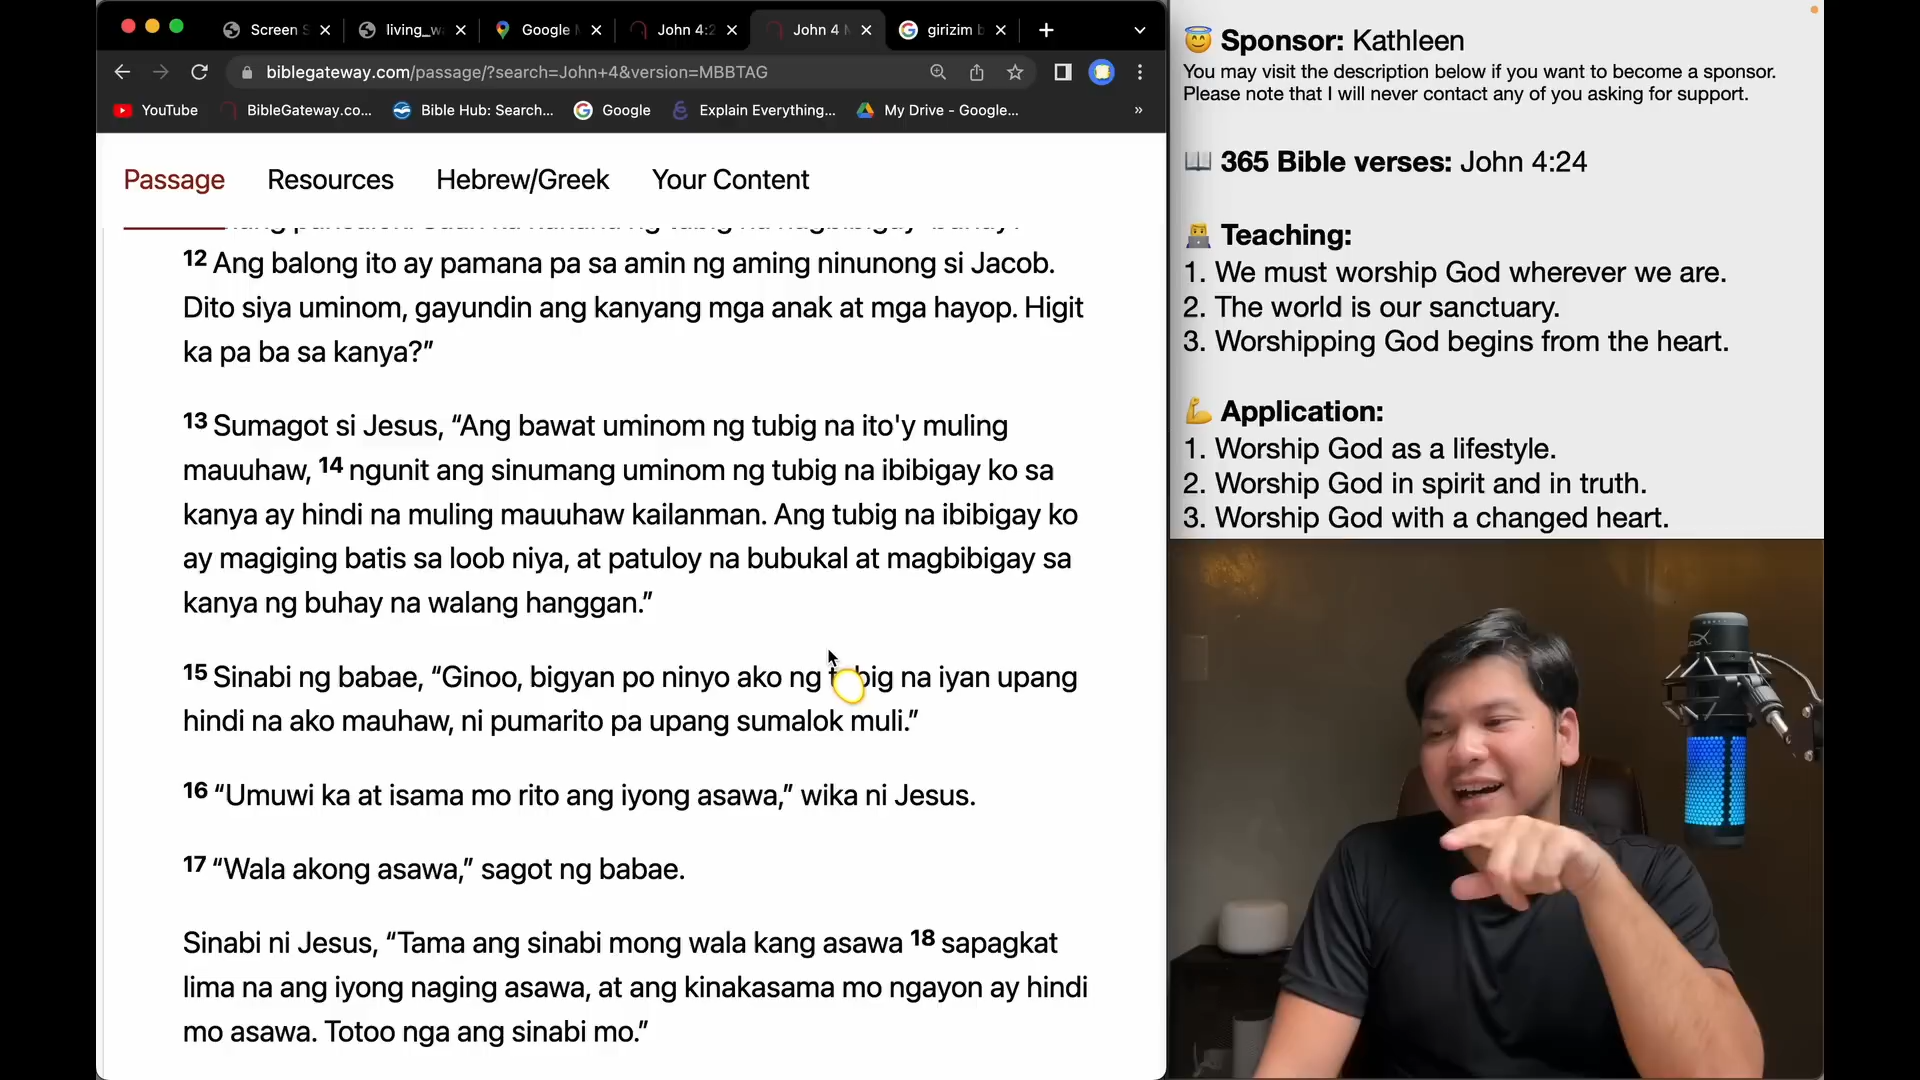 Screen S
living_w
Google M
John 4:2
John 4 M
girizim b
biblegateway.com/passage/?search=John+4&version=MBBTAG
YouTube
BibleGateway.co...
Bible Hub: Search...
Google
Explain Everything...
My Drive - Google...
»
Passage
Resources
Hebrew/Greek
Your Content
12 Ang balong ito ay pamana pa sa amin ng aming ninunong si Jacob.
Dito siya uminom, gayundin ang kanyang mga anak at mga hayop. Higit
ka pa ba sa kanya?”
13 Sumagot si Jesus, “Ang bawat uminom ng tubig na ito'y muling
mauuhaw, 14 ngunit ang sinumang uminom ng tubig na ibibigay ko sa
kanya ay hindi na muling mauuhaw kailanman. Ang tubig na ibibigay ko
ay magiging batis sa loob niya, at patuloy na bubukal at magbibigay sa
kanya ng buhay na walang hanggan.”
15 Sinabi ng babae, “Ginoo, bigyan po ninyo ako ng tubig na iyan upang
hindi na ako mauhaw, ni pumarito pa upang sumalok muli.”
16 “Umuwi ka at isama mo rito ang iyong asawa,” wika ni Jesus.
17 “Wala akong asawa,” sagot ng babae.
Sinabi ni Jesus, “Tama ang sinabi mong wala kang asawa 18 sapagkat
lima na ang iyong naging asawa, at ang kinakasama mo ngayon ay hindi
mo asawa. Totoo nga ang sinabi mo.”
😇 Sponsor: Kathleen
You may visit the description below if you want to become a sponsor.
Please note that I will never contact any of you asking for support.
📖 365 Bible verses: John 4:24
👨‍💻 Teaching:
1. We must worship God wherever we are.
2. The world is our sanctuary.
3. Worshipping God begins from the heart.
💪 Application:
1. Worship God as a lifestyle.
2. Worship God in spirit and in truth.
3. Worship God with a changed heart.